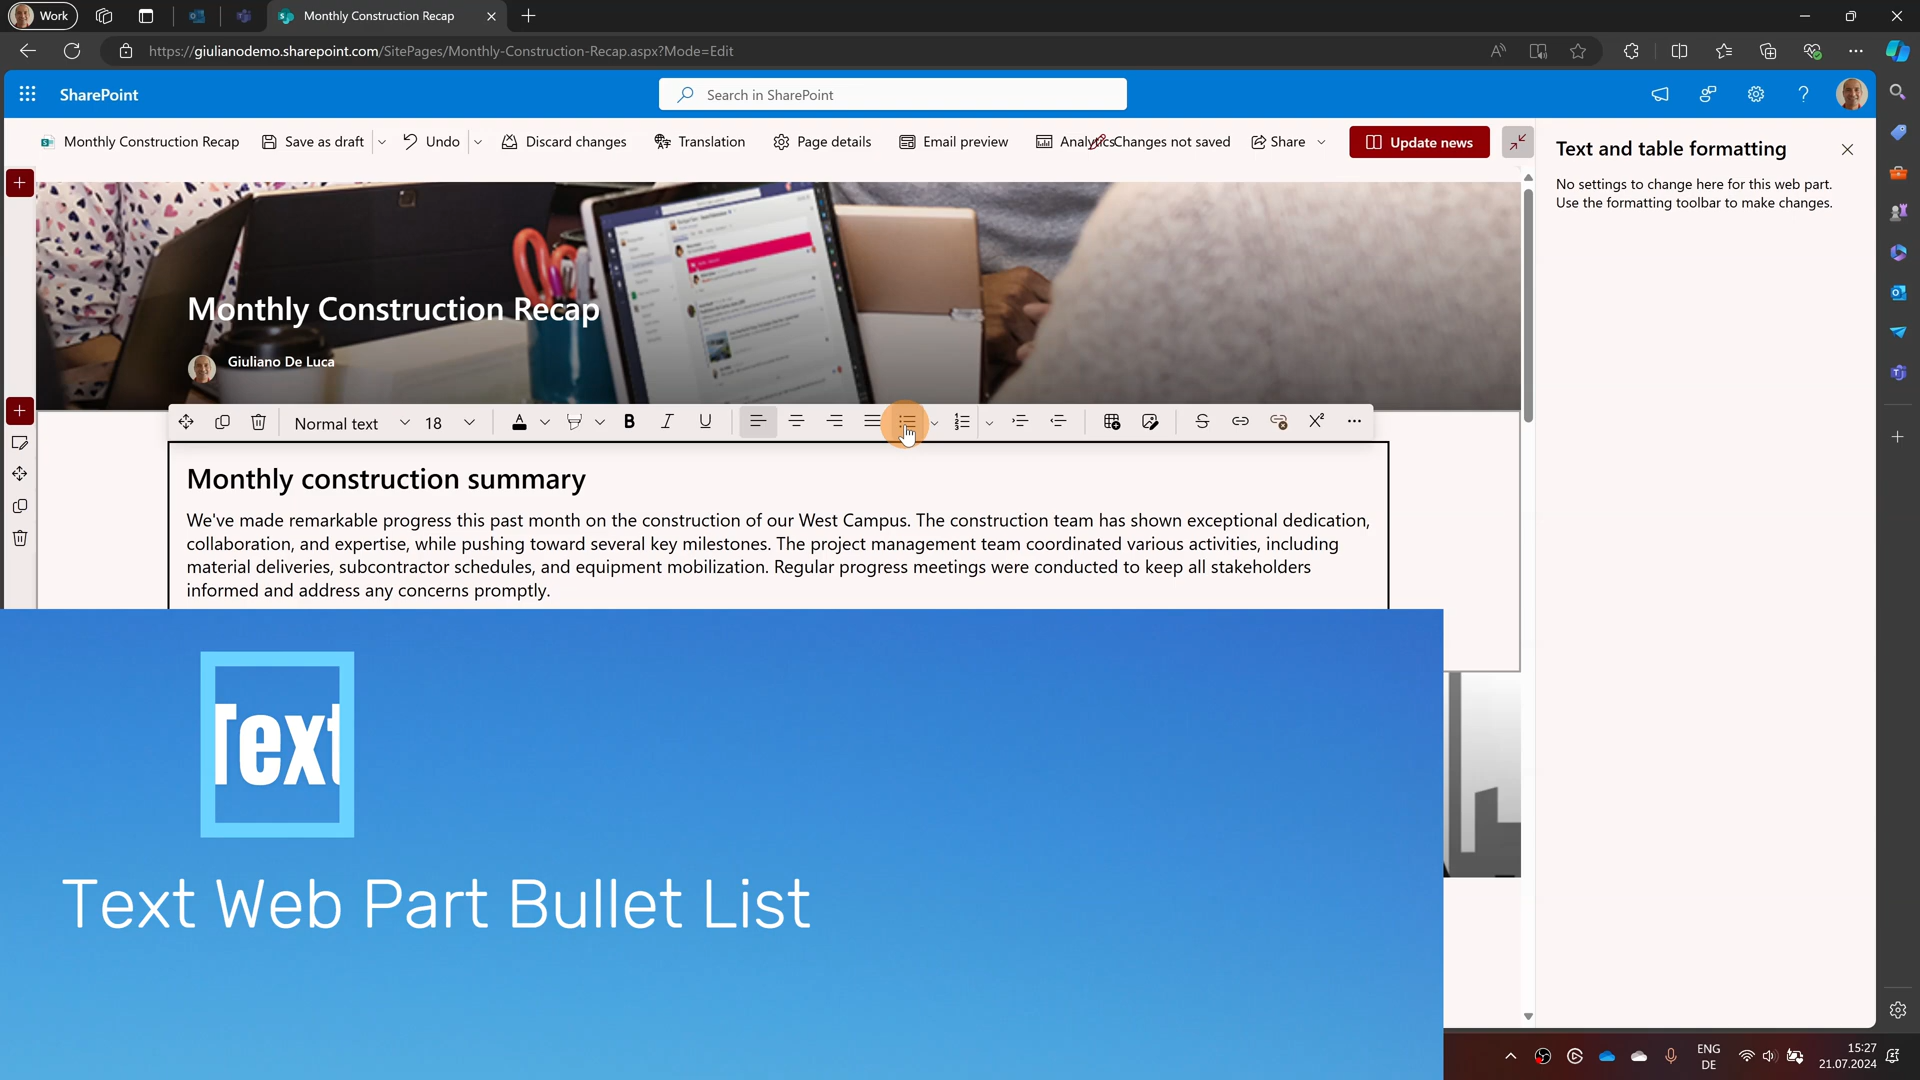 Work
Monthly Construction Recap
https://giulianodemo.sharepoint.com/SitePages/Monthly-Construction-Recap.aspx?Mode=Edit
SharePoint
Search in SharePoint
Monthly Construction Recap
Save as draft
Undo
Discard changes
Translation
Page details
Email preview
Analytics
Changes not saved
Share
Update news
Text and table formatting
No settings to change here for this web part.
Use the formatting toolbar to make changes.
Monthly Construction Recap
Giuliano De Luca
Normal text
18
Monthly construction summary
We've made remarkable progress this past month on the construction of our West Campus. The construction team has shown exceptional dedication,
collaboration, and expertise, while pushing toward several key milestones. The project management team coordinated various activities, including
material deliveries, subcontractor schedules, and equipment mobilization. Regular progress meetings were conducted to keep all stakeholders
informed and address any concerns promptly.
Text
Text Web Part Bullet List
ENG
DE
15:27
21.07.2024